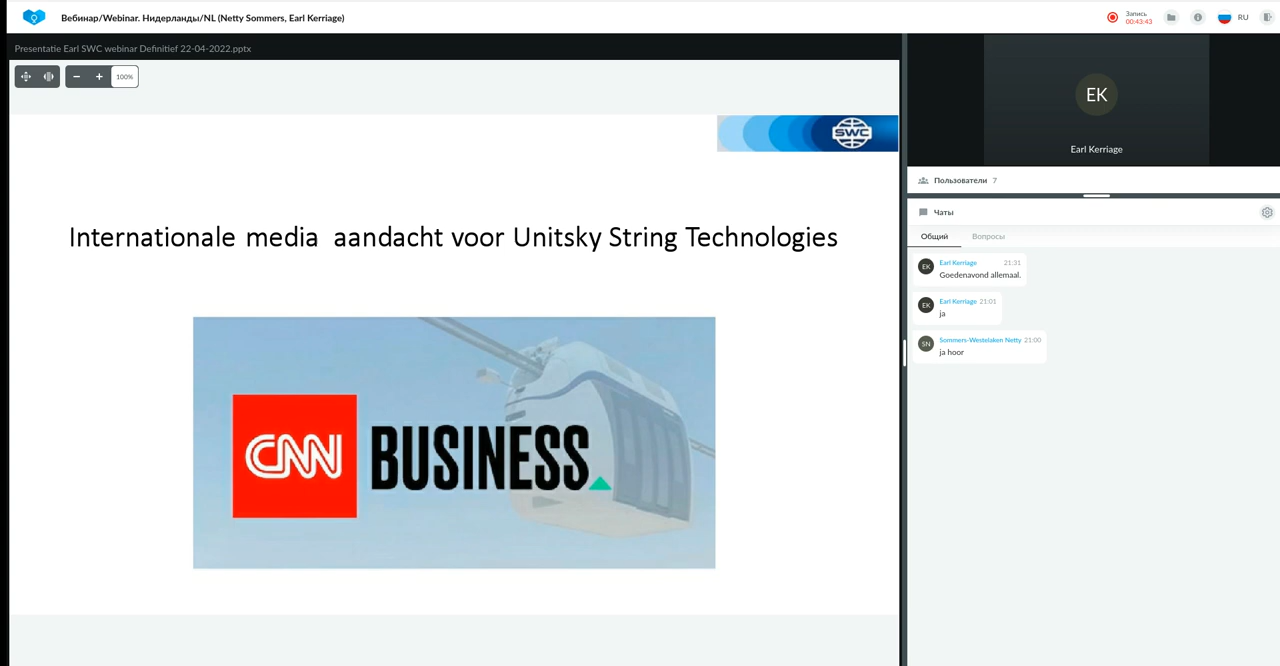 Вебинар/Webinar. Нидерланды/NL (Netty Sommers, Earl Kerriage)
Запись
00:43:43
RU
Presentatie Earl SWC webinar Definitief 22-04-2022.pptx
100%
SWC
Internationale media aandacht voor Unitsky String Technologies
CNN BUSINESS
EK
Earl Kerriage
Пользователи 7
Чаты
Общий Вопросы
EK Earl Kerriage 21:31
Goedenavond allemaal.
EK Earl Kerriage 21:01
ja
SN Sommers-Westelaken Netty 21:00
ja hoor